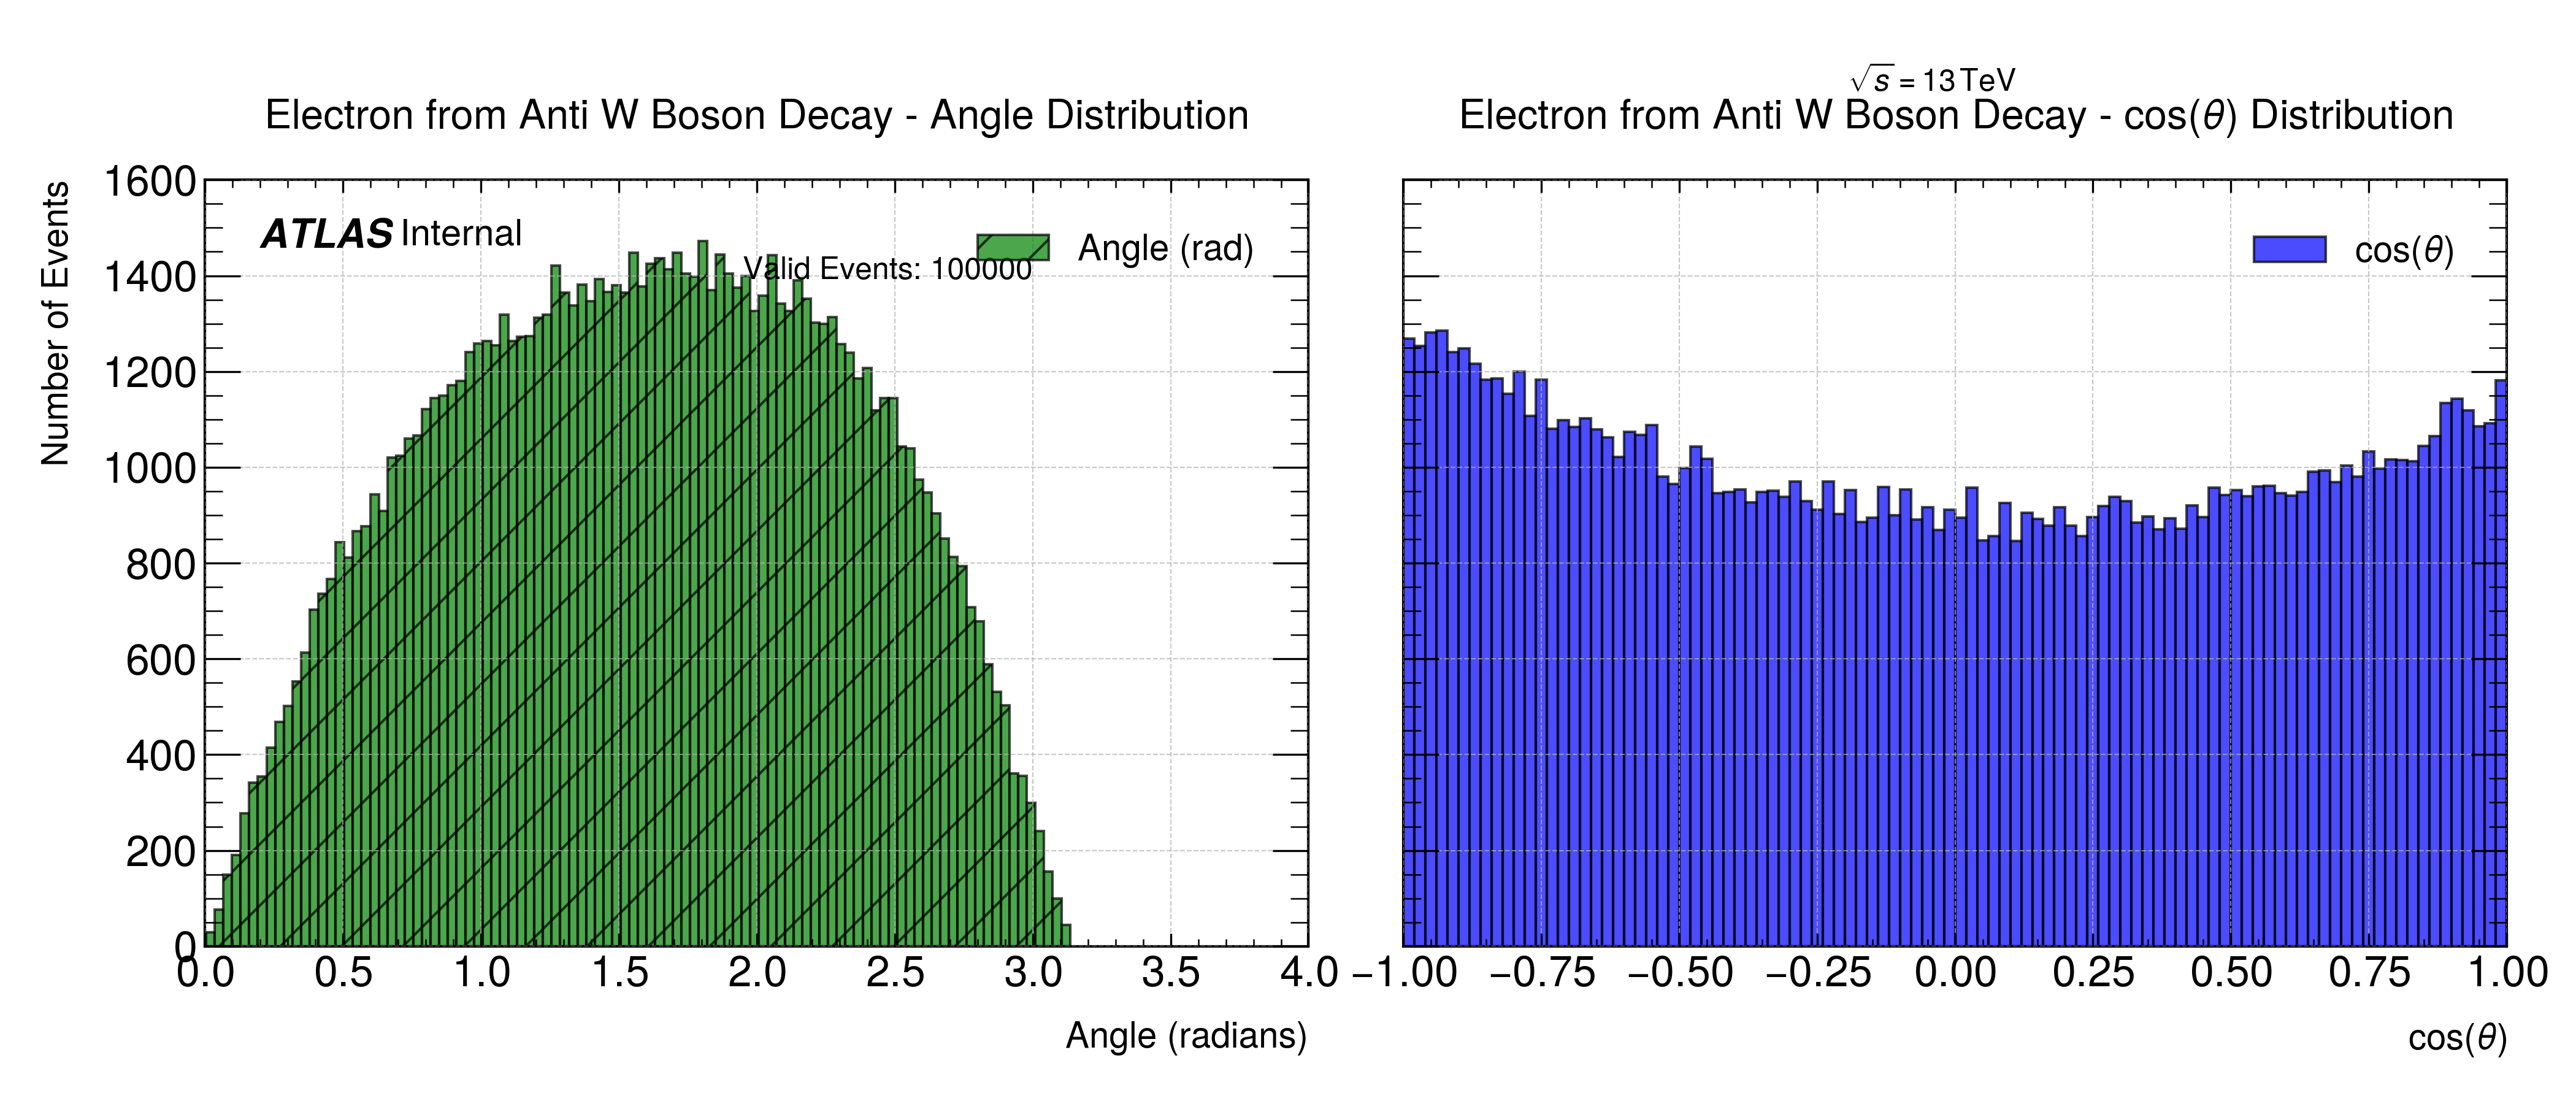 √s = 13 TeV
Electron from Anti W Boson Decay - Angle Distribution
Electron from Anti W Boson Decay - cos(θ) Distribution
Number of Events
1600
1400
1200
1000
800
600
400
200
0
ATLAS Internal
Angle (rad)
Valid Events: 100000
cos(θ)
0.0 0.5 1.0 1.5 2.0 2.5 3.0 3.5 4.0
−1.00 −0.75 −0.50 −0.25 0.00 0.25 0.50 0.75 1.00
Angle (radians)
cos(θ)